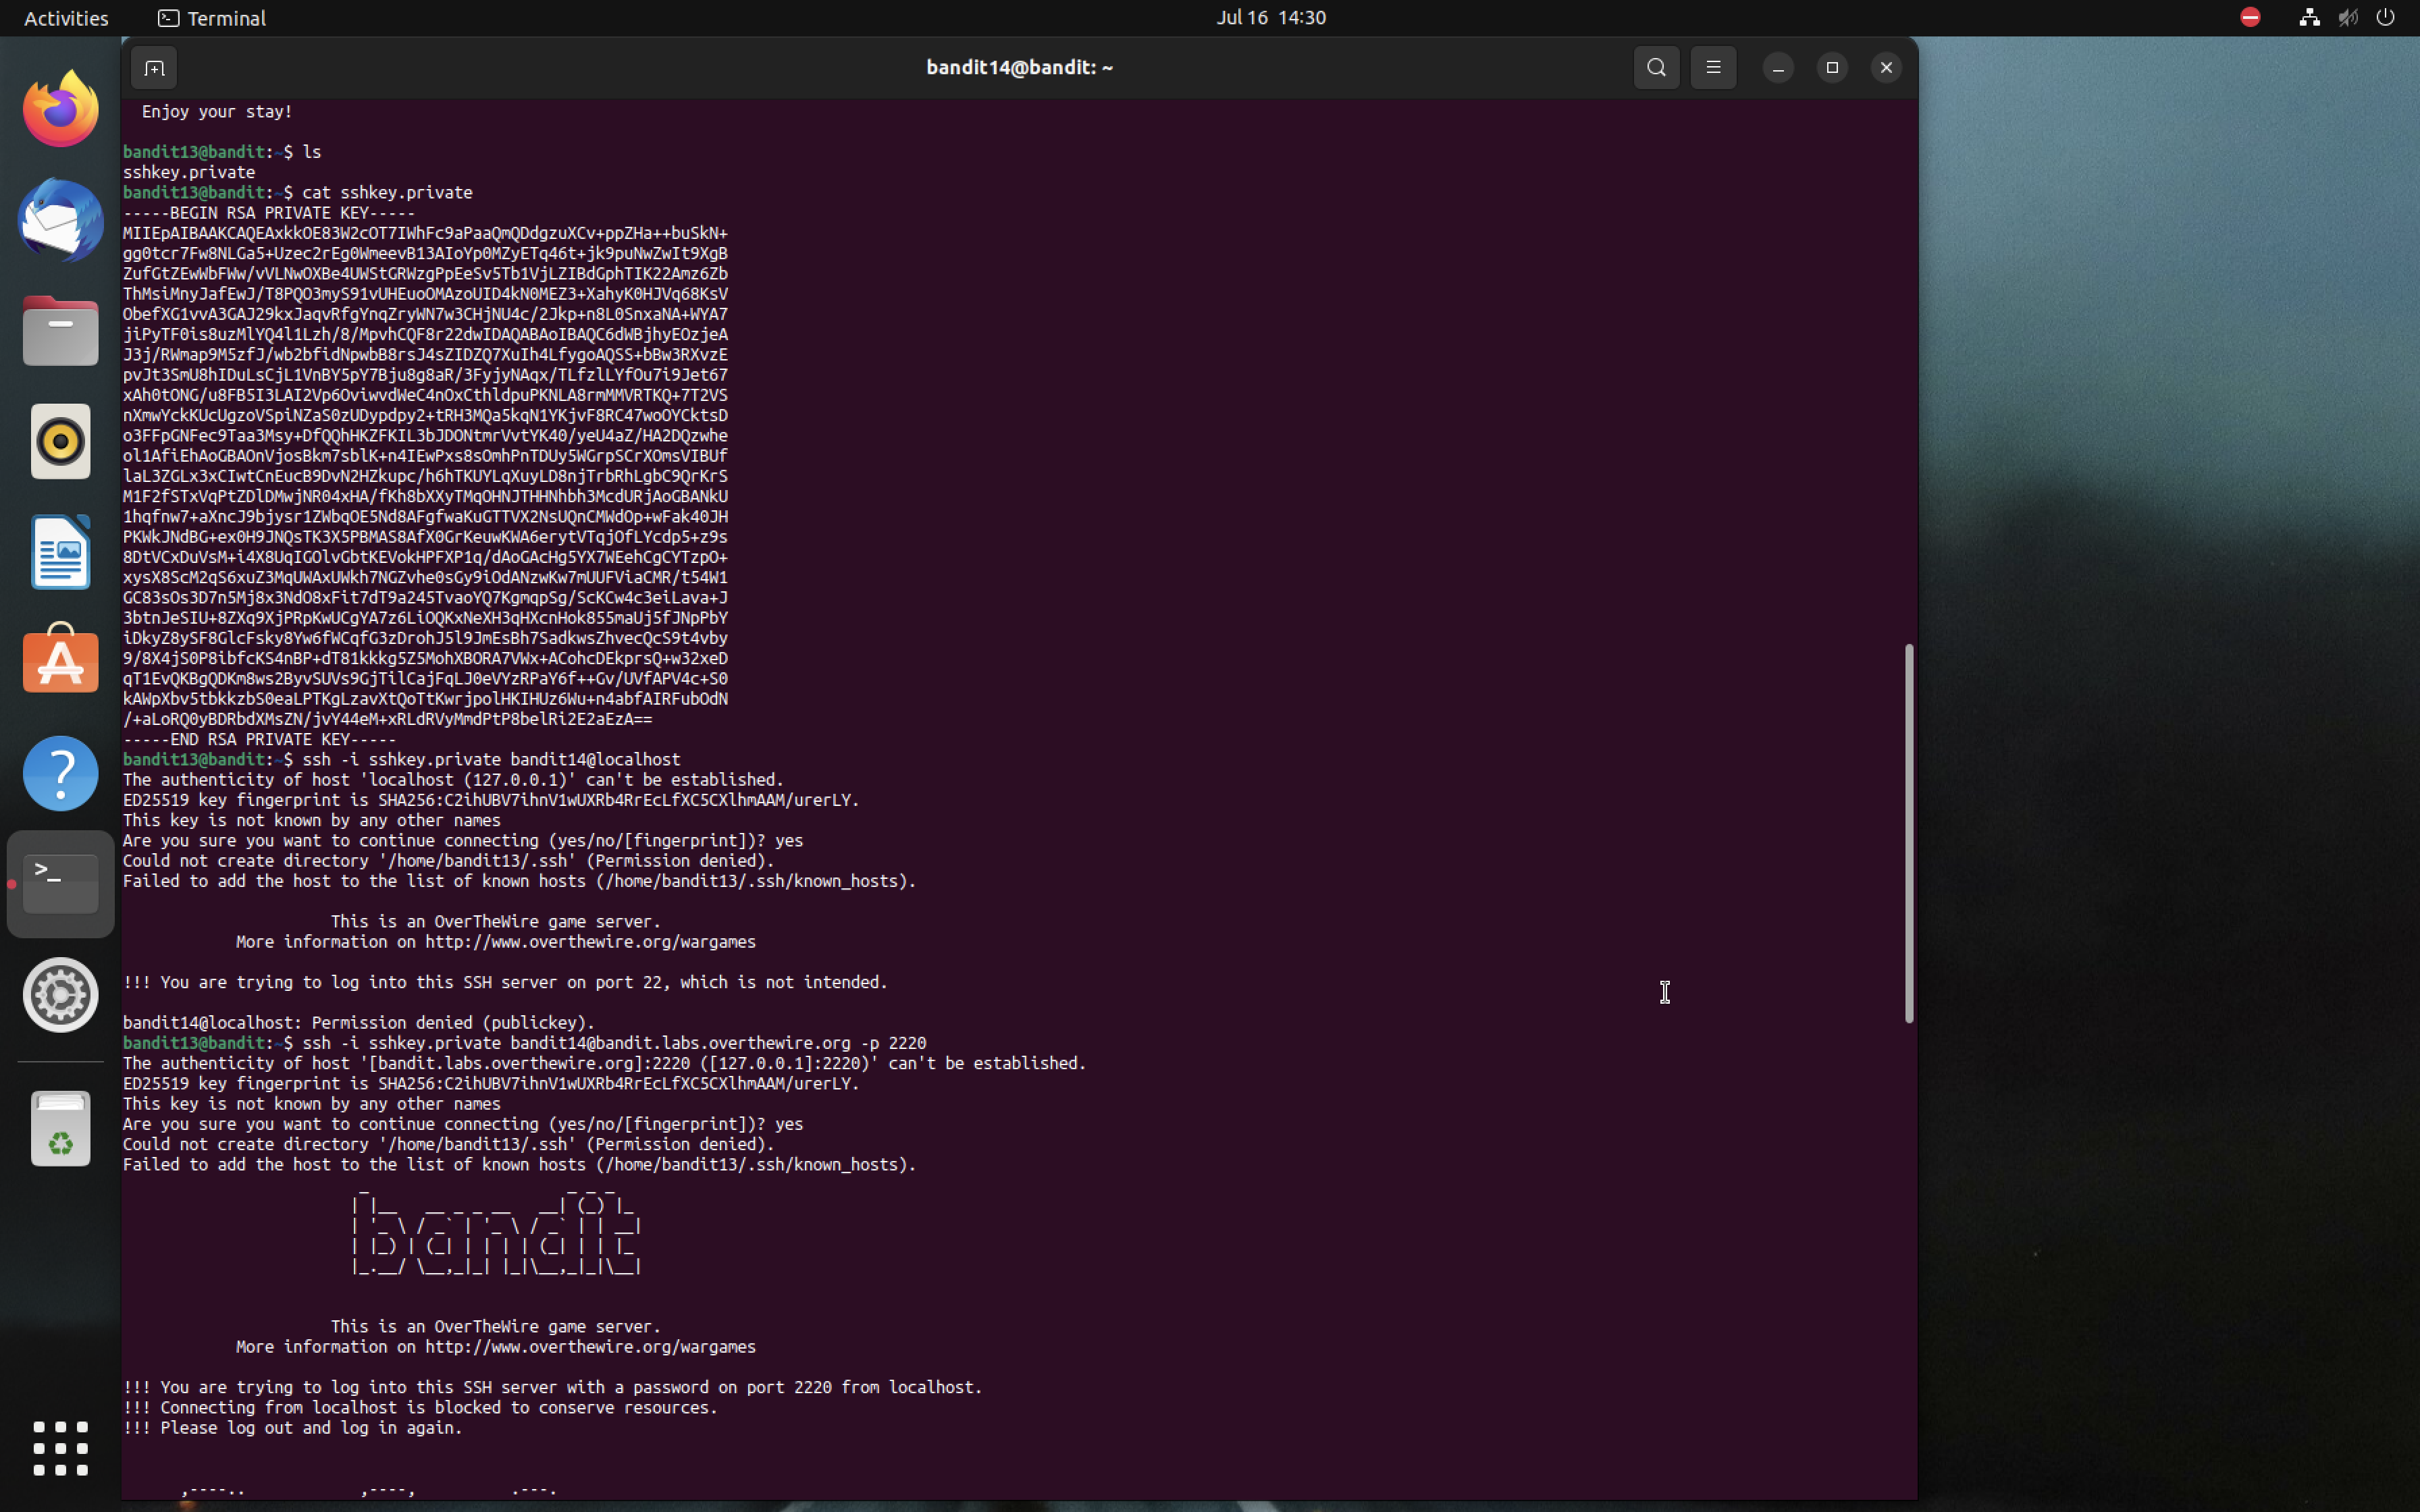 Activities
Terminal
Jul 16 14:30
bandit14@bandit: ~
Enjoy your stay!
bandit13@bandit:~$ ls
sshkey.private
bandit13@bandit:~$ cat sshkey.private
-----BEGIN RSA PRIVATE KEY-----
MIIEpAIBAAKCAQEAxkkOE83W2cOT7IWhFc9aPaaQmQDdgzuXCv+ppZHa++buSkN+
gg0tcr7Fw8NLGa5+Uzec2rEg0WmeevB13AIoYp0MZyETq46t+jk9puNwZwIt9XgB
ZufGtZEwWbFWw/vVLNwOXBe4UWStGRWzgPpEeSv5Tb1VjLZIBdGphTIK22Amz6Zb
ThMsiMnyJafEwJ/T8PQO3myS91vUHEuoOMAzoUID4kN0MEZ3+XahyK0HJVq68KsV
ObefXG1vvA3GAJ29kxJaqvRfgYnqZryWN7w3CHjNU4c/2Jkp+n8L0SnxaNA+WYA7
jiPyTF0is8uzMlYQ4l1Lzh/8/MpvhCQF8r22dwIDAQABAoIBAQC6dWBjhyEOzjeA
J3j/RWmap9M5zfJ/wb2bfidNpwbB8rsJ4sZIDZQ7XuIh4LfygoAQSS+bBw3RXvzE
pvJt3SmU8hIDuLsCjL1VnBY5pY7Bju8g8aR/3FyjyNAqx/TLfzlLYfOu7i9Jet67
xAh0tONG/u8FB5I3LAI2Vp6OviwvdWeC4nOxCthldpuPKNLA8rmMMVRTKQ+7T2VS
nXmwYckKUcUgzoVSpiNZaS0zUDypdpy2+tRH3MQa5kqN1YKjvF8RC47woOYCktsD
o3FFpGNFec9Taa3Msy+DfQQhHKZFKIL3bJDONtmrVvtYK40/yeU4aZ/HA2DQzwhe
ol1AfiEhAoGBAOnVjosBkm7sblK+n4IEwPxs8sOmhPnTDUy5WGrpSCrXOmsVIBUf
laL3ZGLx3xCIwtCnEucB9DvN2HZkupc/h6hTKUYLqXuyLD8njTrbRhLgbC9QrKrS
M1F2fSTxVqPtZDlDMwjNR04xHA/fKh8bXXyTMqOHNJTHHNhbh3McdURjAoGBANkU
1hqfnw7+aXncJ9bjysr1ZWbqOE5Nd8AFgfwaKuGTTVX2NsUQnCMWdOp+wFak40JH
PKWkJNdBG+ex0H9JNQsTK3X5PBMAS8AfX0GrKeuwKWA6erytVTqjOfLYcdp5+z9s
8DtVCxDuVsM+i4X8UqIGOlvGbtKEVokHPFXP1q/dAoGAcHg5YX7WEehCgCYTzpO+
xysX8ScM2qS6xuZ3MqUWAxUWkh7NGZvhe0sGy9iOdANzwKw7mUUFViaCMR/t54W1
GC83sOs3D7n5Mj8x3NdO8xFit7dT9a245TvaoYQ7KgmqpSg/ScKCw4c3eiLava+J
3btnJeSIU+8ZXq9XjPRpKwUCgYA7z6LiOQKxNeXH3qHXcnHok855maUj5fJNpPbY
iDkyZ8ySF8GlcFsky8Yw6fWCqfG3zDrohJ5l9JmEsBh7SadkwsZhvecQcS9t4vby
9/8X4jS0P8ibfcKS4nBP+dT81kkkg5Z5MohXBORA7VWx+ACohcDEkprsQ+w32xeD
qT1EvQKBgQDKm8ws2ByvSUVs9GjTilCajFqLJ0eVYzRPaY6f++Gv/UVfAPV4c+S0
kAWpXbv5tbkkzbS0eaLPTKgLzavXtQoTtKwrjpolHKIHUz6Wu+n4abfAIRFubOdN
/+aLoRQ0yBDRbdXMsZN/jvY44eM+xRLdRVyMmdPtP8belRi2E2aEzA==
-----END RSA PRIVATE KEY-----
bandit13@bandit:~$ ssh -i sshkey.private bandit14@localhost
The authenticity of host 'localhost (127.0.0.1)' can't be established.
ED25519 key fingerprint is SHA256:C2ihUBV7ihnV1wUXRb4RrEcLfXC5CXlhmAAM/urerLY.
This key is not known by any other names
Are you sure you want to continue connecting (yes/no/[fingerprint])? yes
Could not create directory '/home/bandit13/.ssh' (Permission denied).
Failed to add the host to the list of known hosts (/home/bandit13/.ssh/known_hosts).
This is an OverTheWire game server.
More information on http://www.overthewire.org/wargames
!!! You are trying to log into this SSH server on port 22, which is not intended.
bandit14@localhost: Permission denied (publickey).
bandit13@bandit:~$ ssh -i sshkey.private bandit14@bandit.labs.overthewire.org -p 2220
The authenticity of host '[bandit.labs.overthewire.org]:2220 ([127.0.0.1]:2220)' can't be established.
ED25519 key fingerprint is SHA256:C2ihUBV7ihnV1wUXRb4RrEcLfXC5CXlhmAAM/urerLY.
This key is not known by any other names
Are you sure you want to continue connecting (yes/no/[fingerprint])? yes
Could not create directory '/home/bandit13/.ssh' (Permission denied).
Failed to add the host to the list of known hosts (/home/bandit13/.ssh/known_hosts).
bandit
This is an OverTheWire game server.
More information on http://www.overthewire.org/wargames
!!! You are trying to log into this SSH server with a password on port 2220 from localhost.
!!! Connecting from localhost is blocked to conserve resources.
!!! Please log out and log in again.
,----.. ,----, .---.